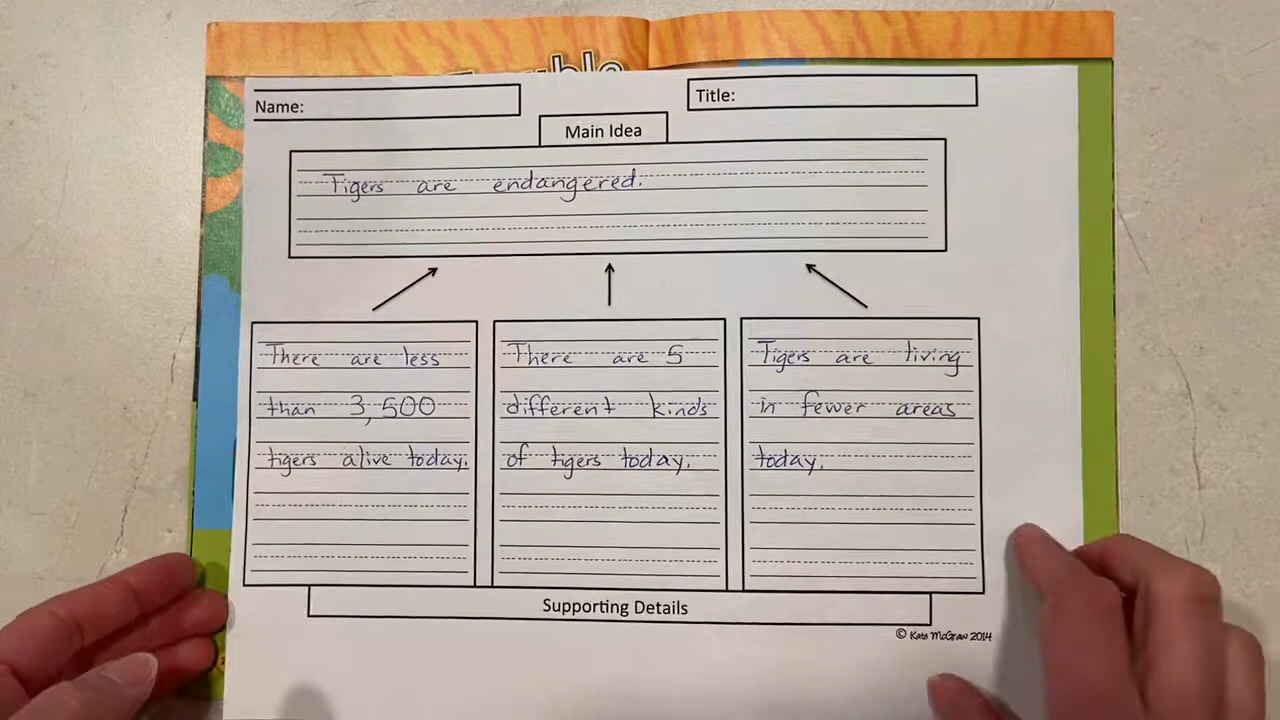 Name:
Title:
Main Idea
Tigers are endangered.
There are less
than 3,500
tigers alive today.
There are 5
different kinds
of tigers today.
Tigers are living
in fewer areas
today.
Supporting Details
© Kate McGraw 2014